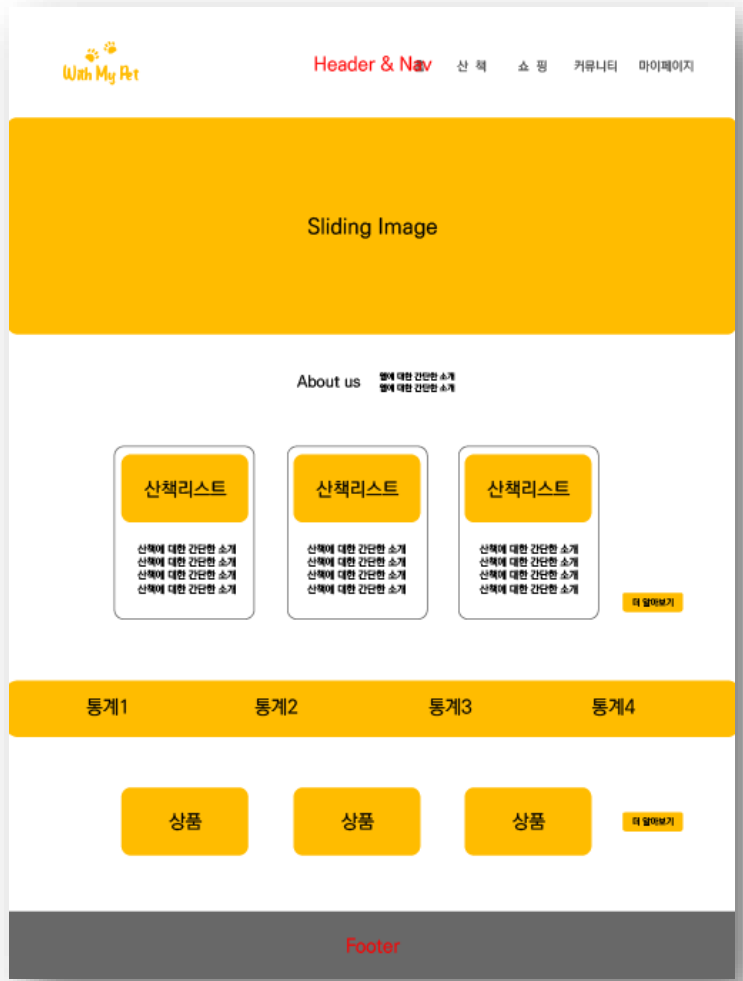 With My Pet
Header & Nav 산 책 쇼 핑 커뮤니티 마이페이지
Sliding Image
About us
웹에 대한 간단한 소개
웹에 대한 간단한 소개
산책리스트 산책리스트 산책리스트
산책에 대한 간단한 소개 산책에 대한 간단한 소개 산책에 대한 간단한 소개
산책에 대한 간단한 소개 산책에 대한 간단한 소개 산책에 대한 간단한 소개
산책에 대한 간단한 소개 산책에 대한 간단한 소개 산책에 대한 간단한 소개
산책에 대한 간단한 소개 산책에 대한 간단한 소개 산책에 대한 간단한 소개
더 알아보기
통계1 통계2 통계3 통계4
상품 상품 상품 더 알아보기
Footer